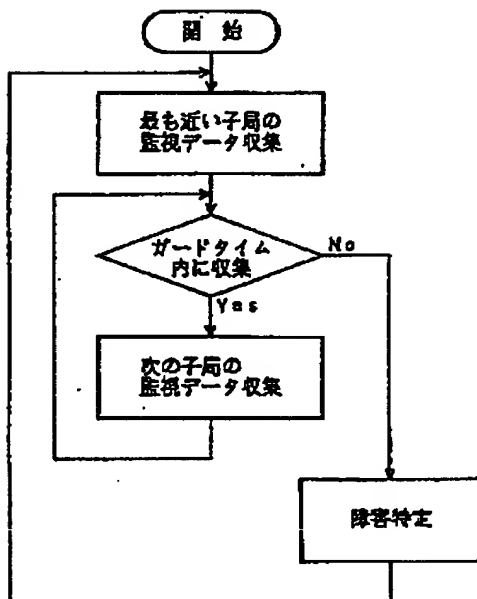 開 始
最も近い子局の
監視データ収集
ガードタイム
内に収集
No
Yes
次の子局の
監視データ収集
障害特定